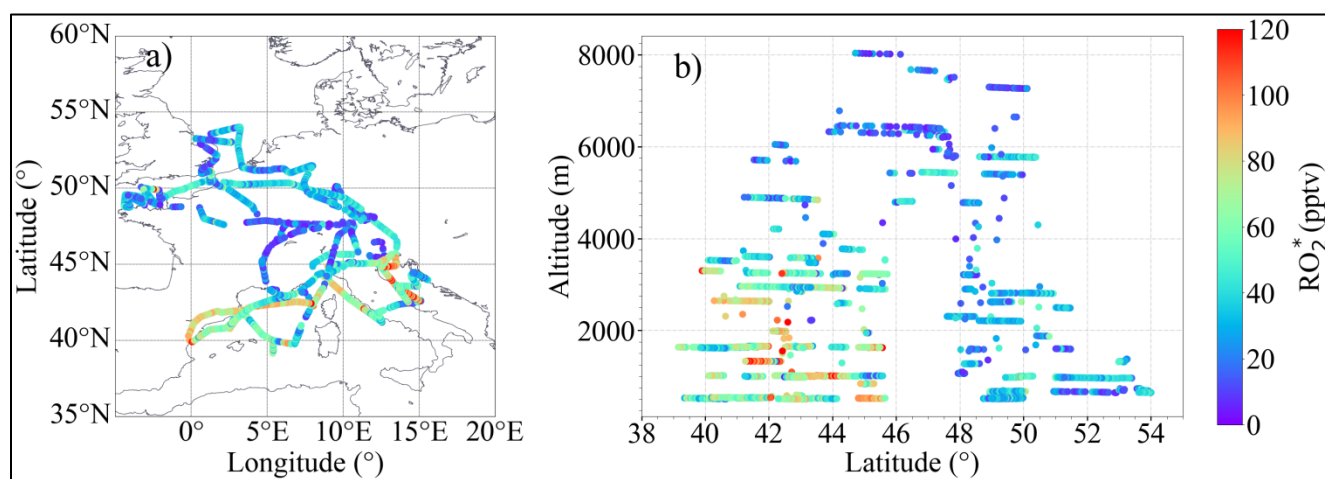 a)
60°N
55°N
50°N
45°N
40°N
35°N
Latitude (°)
0°
5°E
10°E
15°E
20°E
Longitude (°)
b)
8000
6000
4000
2000
Altitude (m)
38
40
42
44
46
48
50
52
54
Latitude (°)
120
100
80
60
40
20
0
RO₂* (pptv)